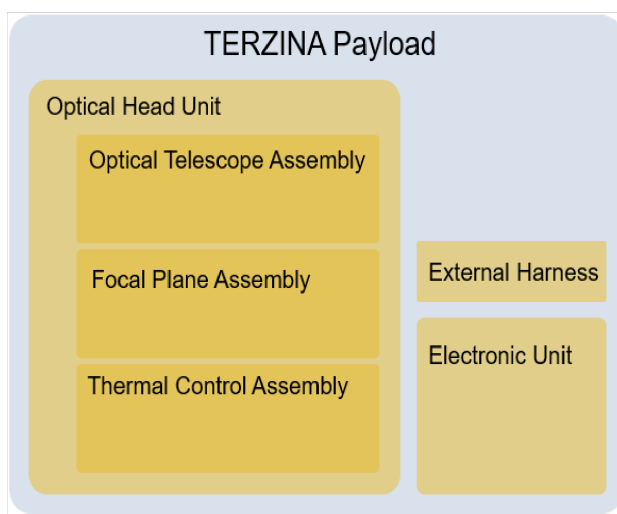 TERZINA Payload
Optical Head Unit
Optical Telescope Assembly
Focal Plane Assembly
Thermal Control Assembly
External Harness
Electronic Unit